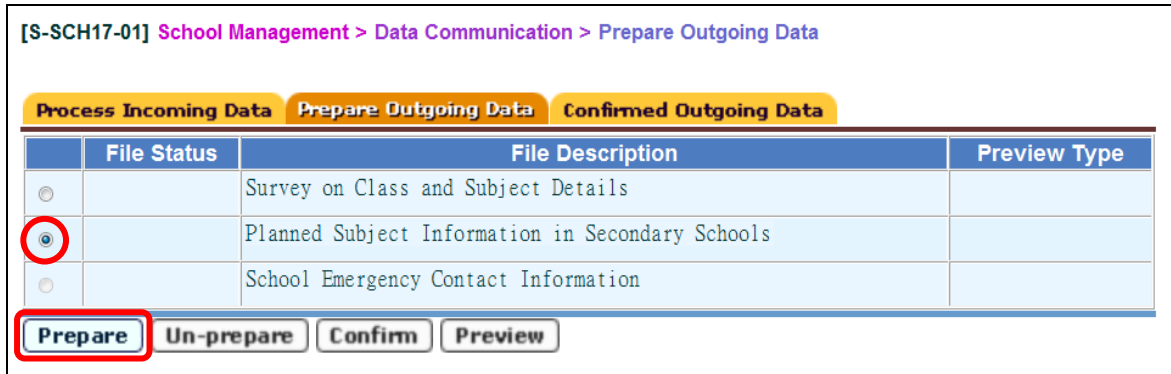 [S-SCH17-01] School Management > Data Communication > Prepare Outgoing Data
Process Incoming Data Prepare Outgoing Data Confirmed Outgoing Data
File Status File Description Preview Type
Survey on Class and Subject Details
Planned Subject Information in Secondary Schools
School Emergency Contact Information
Prepare Un-prepare Confirm Preview